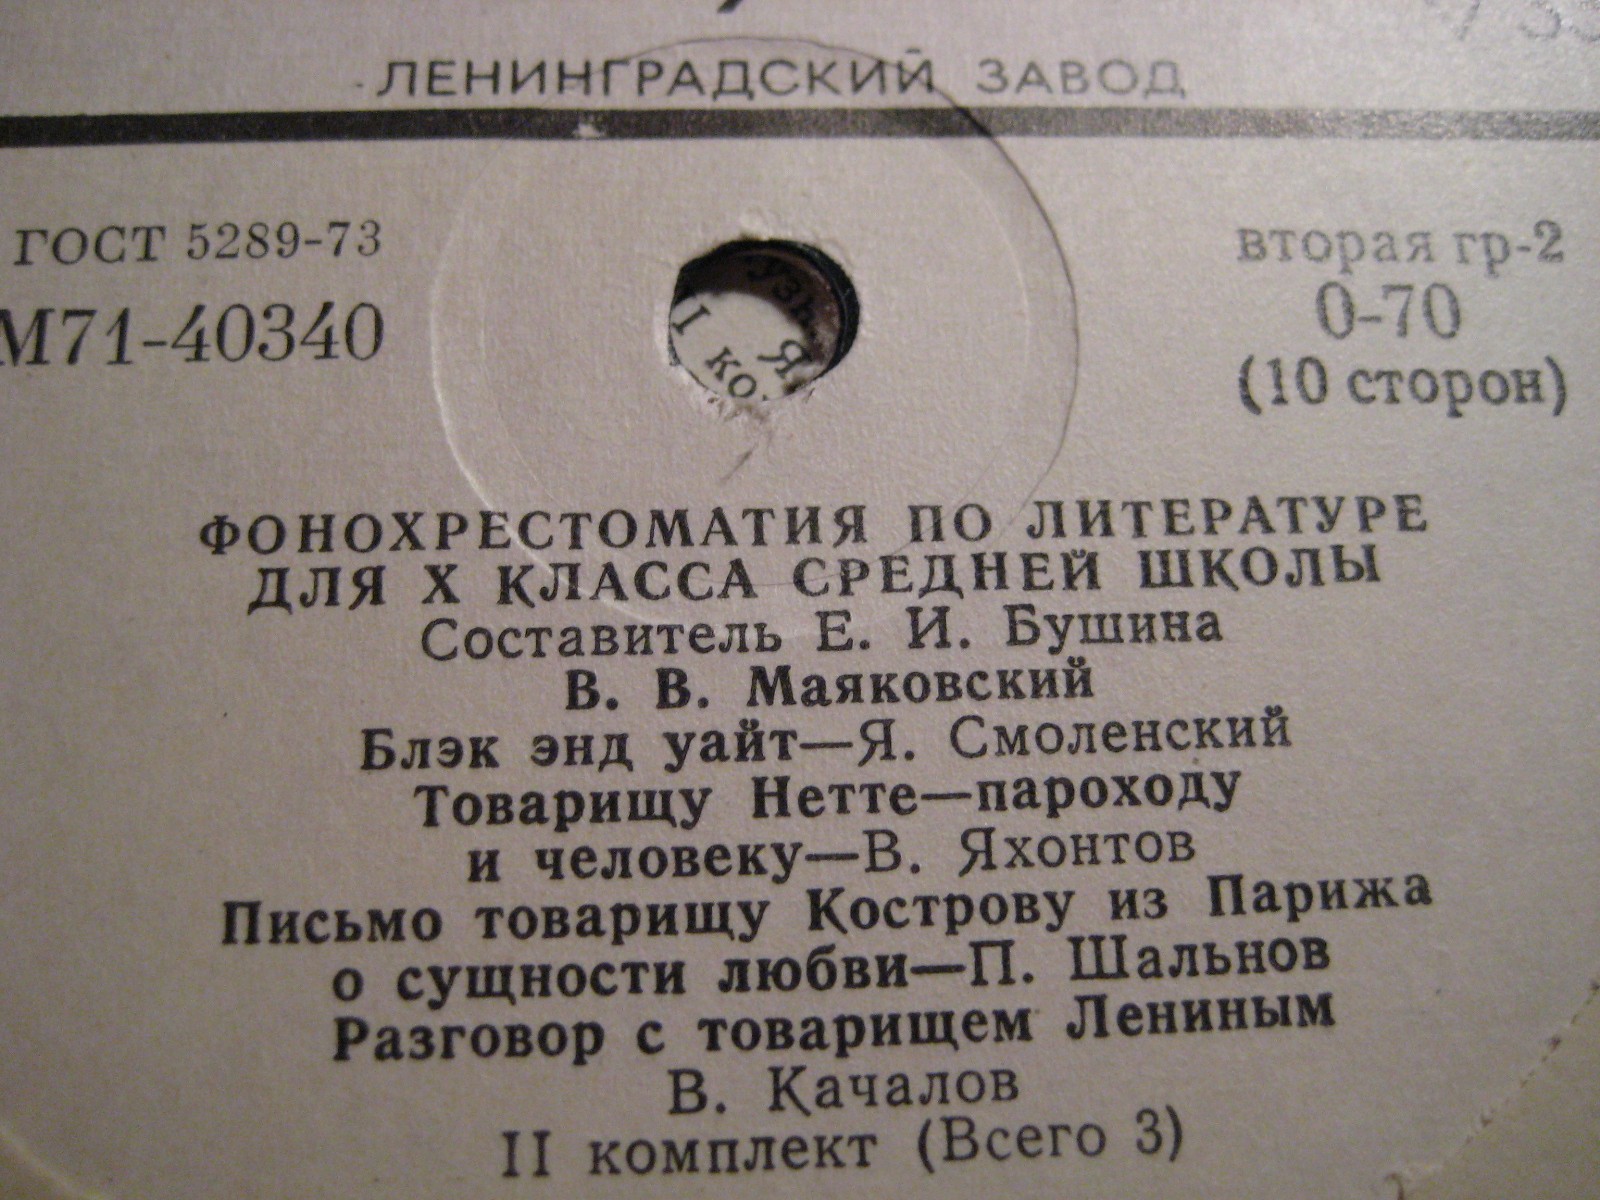 ЛЕНИНГРАДСКИЙ ЗАВОД
ГОСТ 5289-73
М71-40340
вторая гр-2
0-70
(10 сторон)
Я.
I ко
ФОНОХРЕСТОМАТИЯ ПО ЛИТЕРАТУРЕ
ДЛЯ X КЛАССА СРЕДНЕЙ ШКОЛЫ
Составитель Е. И. Бушина
В. В. Маяковский
Блэк энд уайт—Я. Смоленский
Товарищу Нетте—пароходу
и человеку—В. Яхонтов
Письмо товарищу Кострову из Парижа
о сущности любви—П. Шальнов
Разговор с товарищем Лениным
В. Качалов
II комплект (Всего 3)